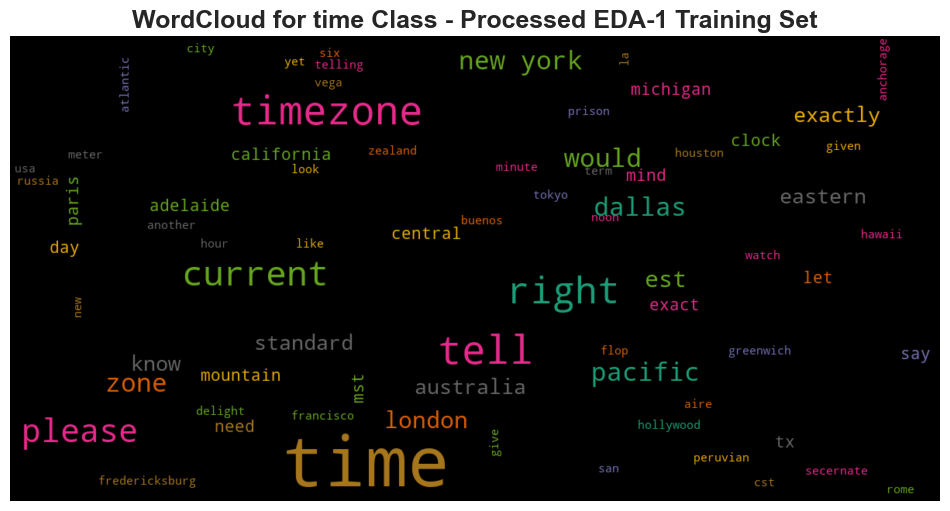 WordCloud for time Class - Processed EDA-1 Training Set
city
six
yet
telling
new york
la
anchorage
atlantic
vega
michigan
timezone
prison
exactly
clock
given
california
zealand
would
houston
meter
look
minute
term
mind
usa
russia
paris
tokyo
eastern
adelaide
dallas
another
buenos
noon
central
hawaii
day
hour
like
watch
current
right
est
let
new
exact
standard
tell
flop
greenwich
say
know
zone
mountain
mst
australia
pacific
delight
francisco
london
aire
please
need
hollywood
give
tx
time
peruvian
san
secernate
fredericksburg
cst
rome